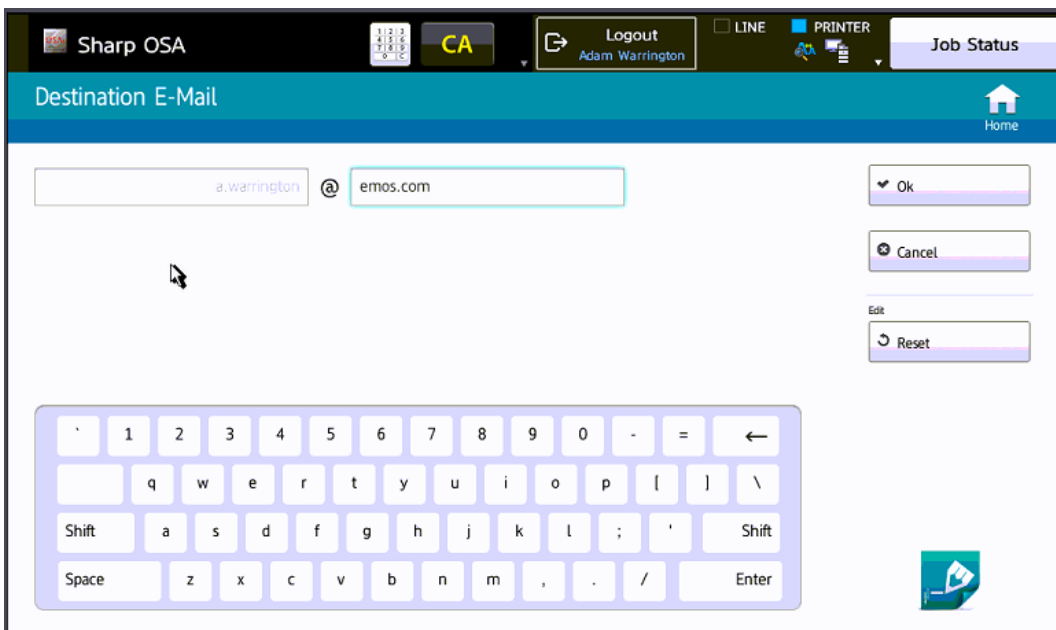 Sharp OSA
CA
Logout
Adam Warrington
LINE
PRINTER
Job Status
Destination E-Mail
Home
a.warrington @ emos.com
Ok
Cancel
Edit
Reset
` 1 2 3 4 5 6 7 8 9 0 - = ←
q w e r t y u i o p [ ] \
Shift a s d f g h j k l ; ' Shift
Space z x c v b n m , . / Enter